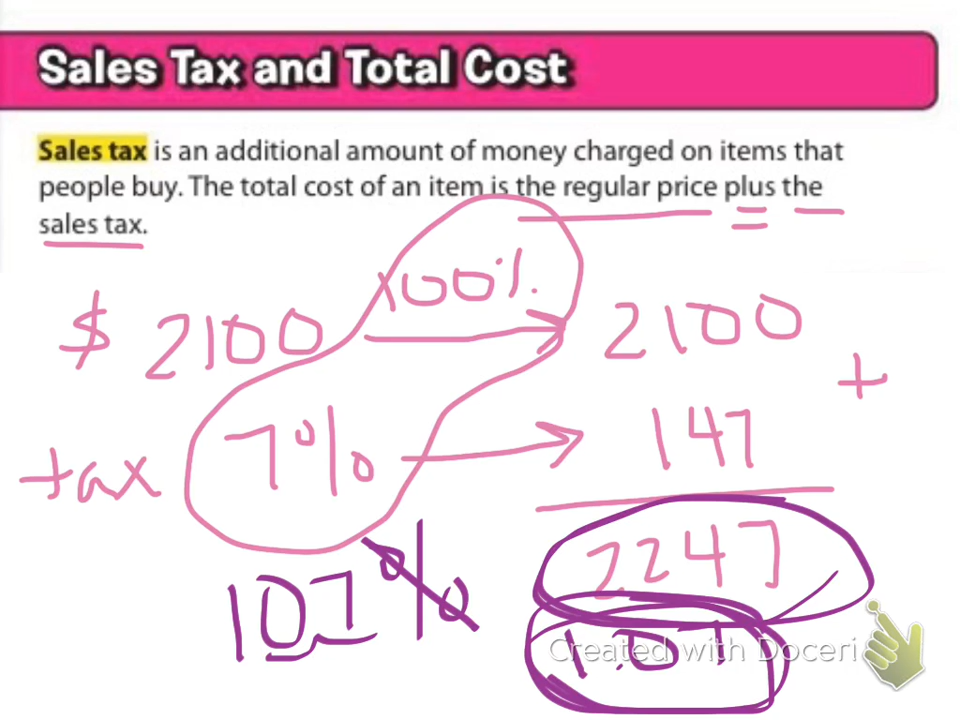 Sales Tax and Total Cost
Sales tax is an additional amount of money charged on items that
people buy. The total cost of an item is the regular price plus the
sales tax.
$ 2100 100% 2100
+
tax 7% 147
2247
107%
1.07
Created with Doceri